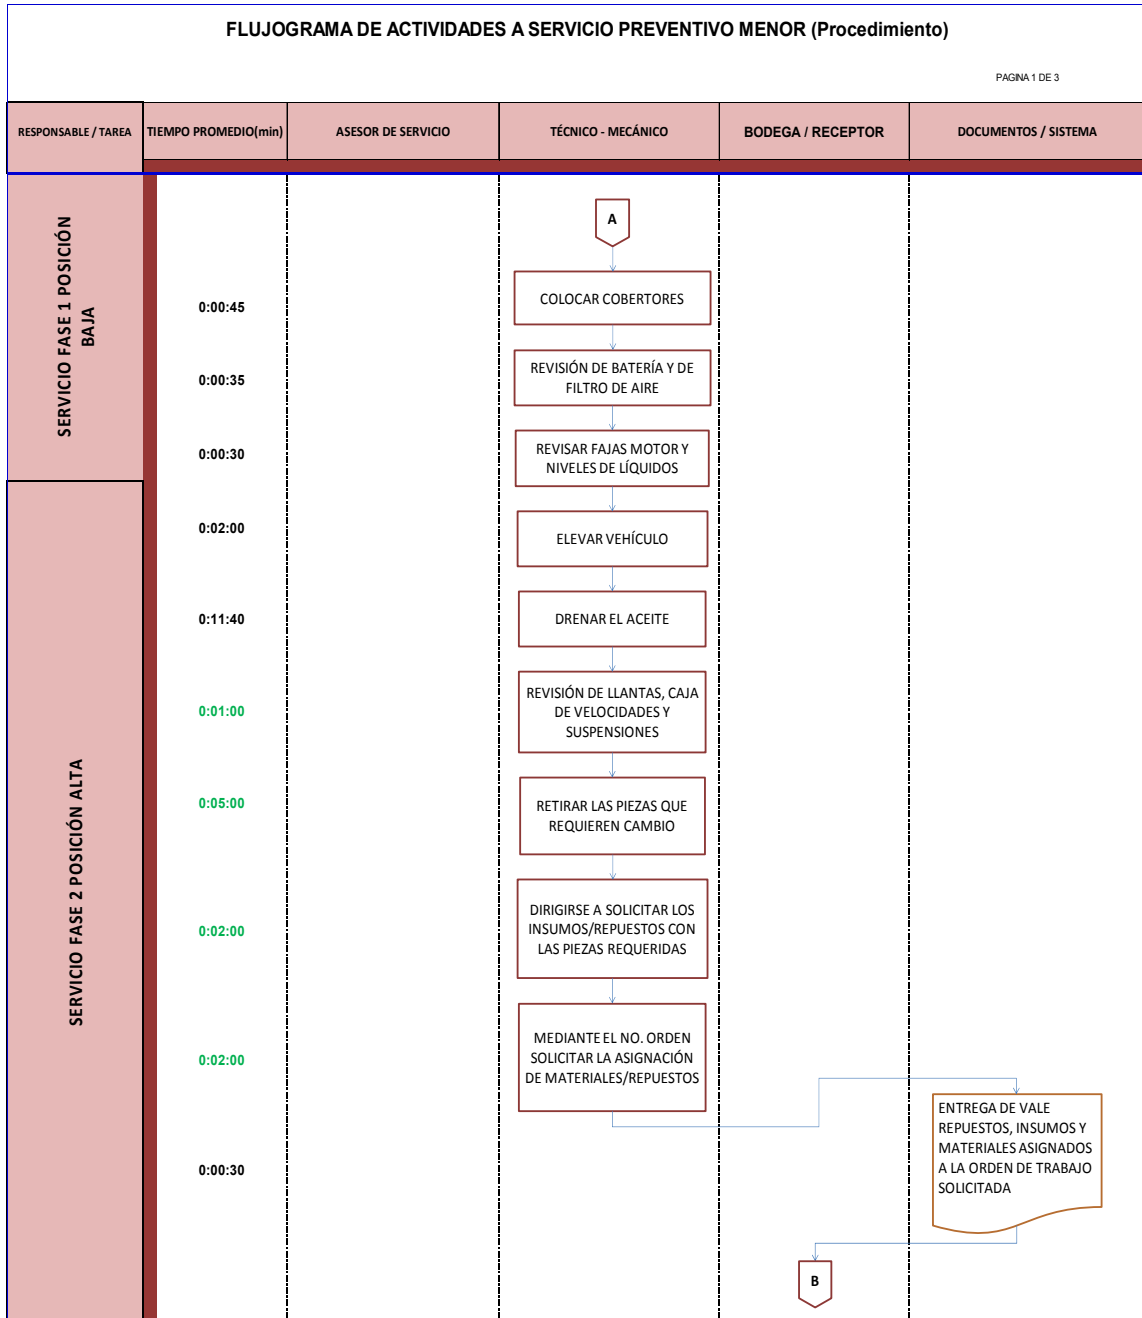 FLUJOGRAMA DE ACTIVIDADES A SERVICIO PREVENTIVO MENOR (Procedimiento)
PAGINA 1 DE 3
RESPONSABLE / TAREA
TIEMPO PROMEDIO(min)
ASESOR DE SERVICIO
TÉCNICO - MECÁNICO
BODEGA / RECEPTOR
DOCUMENTOS / SISTEMA
SERVICIO FASE 1 POSICIÓN
BAJA
A
0:00:45
COLOCAR COBERTORES
0:00:35
REVISIÓN DE BATERÍA Y DE
FILTRO DE AIRE
0:00:30
REVISAR FAJAS MOTOR Y
NIVELES DE LÍQUIDOS
SERVICIO FASE 2 POSICIÓN ALTA
0:02:00
ELEVAR VEHÍCULO
0:11:40
DRENAR EL ACEITE
0:01:00
REVISIÓN DE LLANTAS, CAJA
DE VELOCIDADES Y
SUSPENSIONES
0:05:00
RETIRAR LAS PIEZAS QUE
REQUIEREN CAMBIO
0:02:00
DIRIGIRSE A SOLICITAR LOS
INSUMOS/REPUESTOS CON
LAS PIEZAS REQUERIDAS
0:02:00
MEDIANTE EL NO. ORDEN
SOLICITAR LA ASIGNACIÓN
DE MATERIALES/REPUESTOS
0:00:30
ENTREGA DE VALE
REPUESTOS, INSUMOS Y
MATERIALES ASIGNADOS
A LA ORDEN DE TRABAJO
SOLICITADA
B